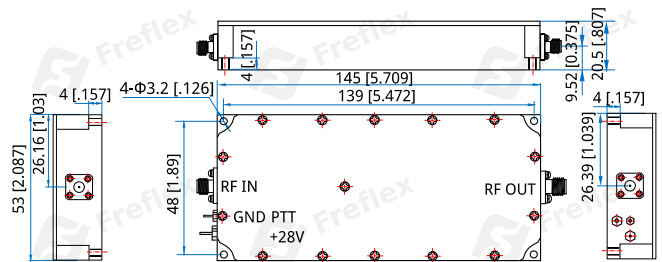 Freflex
Freflex
4 [.157]
9.52 [0.375]
20.5 [.807]
145 [5.709]
139 [5.472]
4-Φ3.2 [.126]
4 [.157]
26.16 [1.03]
53 [2.087]
48 [1.89]
RF IN
RF OUT
GND PTT
+28V
4 [.157]
26.39 [1.039]
Freflex
Freflex